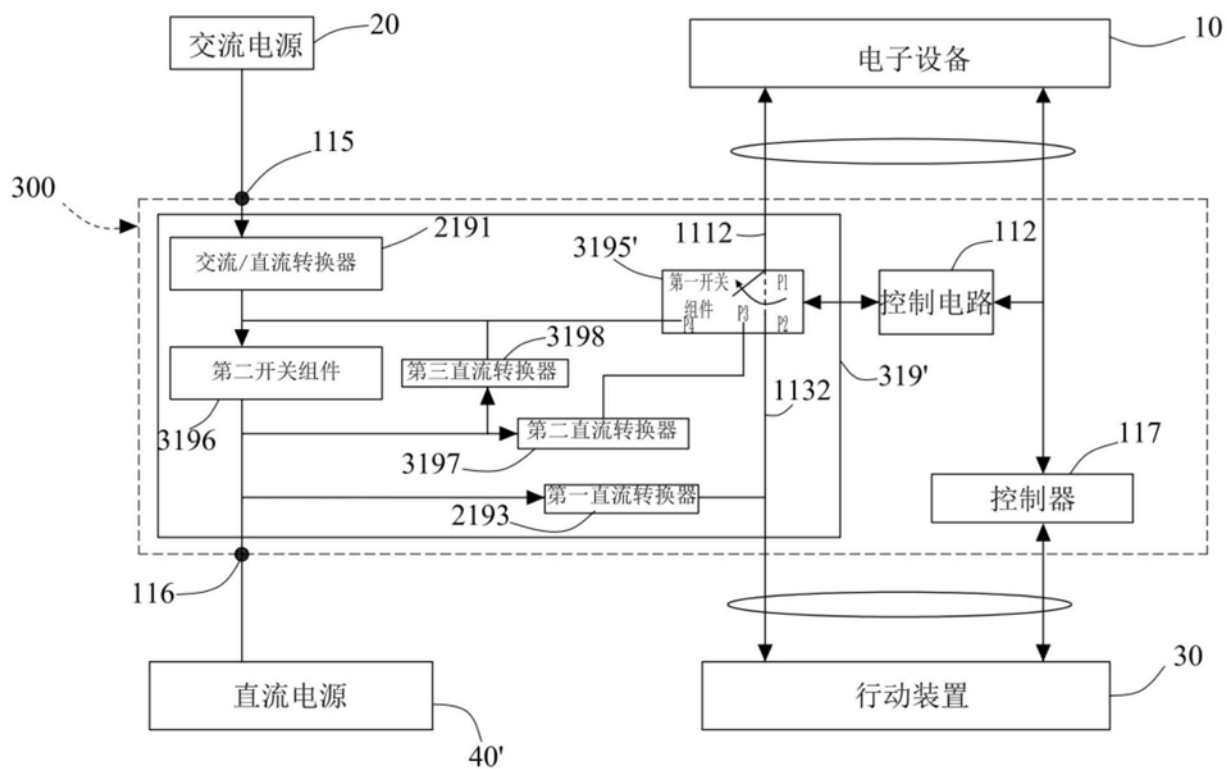 交流电源
20
10
电子设备
115
300
2191
交流/直流转换器
1112
112
3195'
第一开关
组件
P1
P2
P3
P4
控制电路
第二开关组件
3198
第三直流转换器
319'
1132
3196
第二直流转换器
3197
117
控制器
第一直流转换器
2193
116
直流电源
40'
30
行动装置